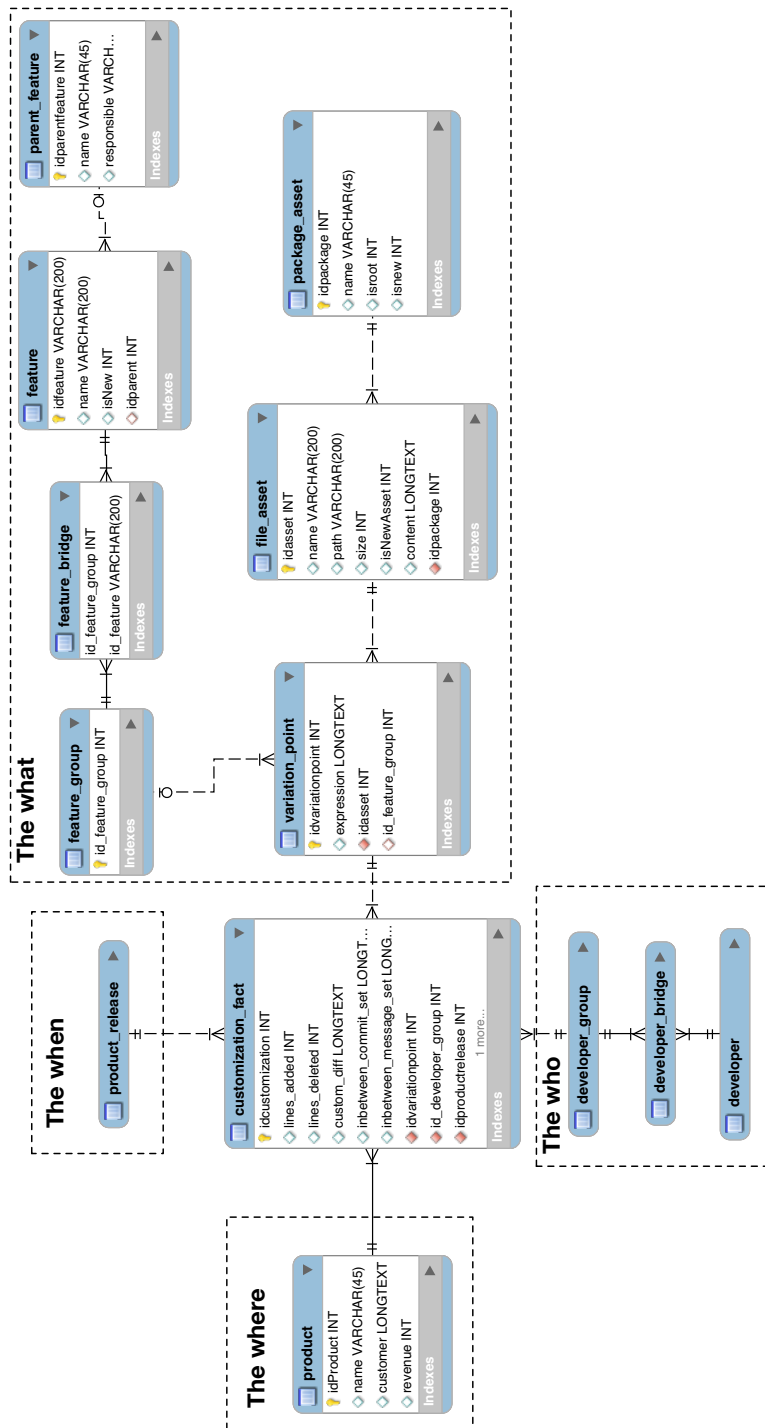 The what
parent_feature
idparentfeature INT
name VARCHAR(45)
responsible VARCH...
Indexes
feature
idfeature VARCHAR(200)
name VARCHAR(200)
isNew INT
idparent INT
Indexes
feature_bridge
id_feature_group INT
id_feature VARCHAR(200)
Indexes
feature_group
id_feature_group INT
Indexes
package_asset
idpackage INT
name VARCHAR(45)
isroot INT
isnew INT
Indexes
file_asset
idasset INT
name VARCHAR(200)
path VARCHAR(200)
size INT
isNewAsset INT
content LONGTEXT
idpackage INT
Indexes
variation_point
idvariationpoint INT
expression LONGTEXT
idasset INT
id_feature_group INT
Indexes
The when
product_release
customization_fact
idcustomization INT
lines_added INT
lines_deleted INT
custom_diff LONGTEXT
inbetween_commit_set LONGT...
inbetween_message_set LONG...
idvariationpoint INT
id_developer_group INT
idproductrelease INT
1 more...
Indexes
The who
developer_group
developer_bridge
developer
The where
product
idProduct INT
name VARCHAR(45)
customer LONGTEXT
revenue INT
Indexes